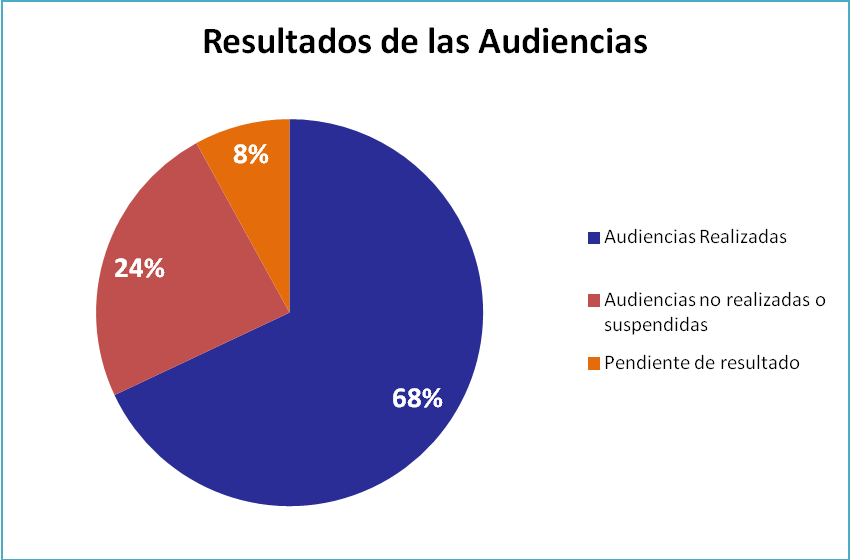 Resultados de las Audiencias
8%
24%
68%
Audiencias Realizadas
Audiencias no realizadas o
suspendidas
Pendiente de resultado